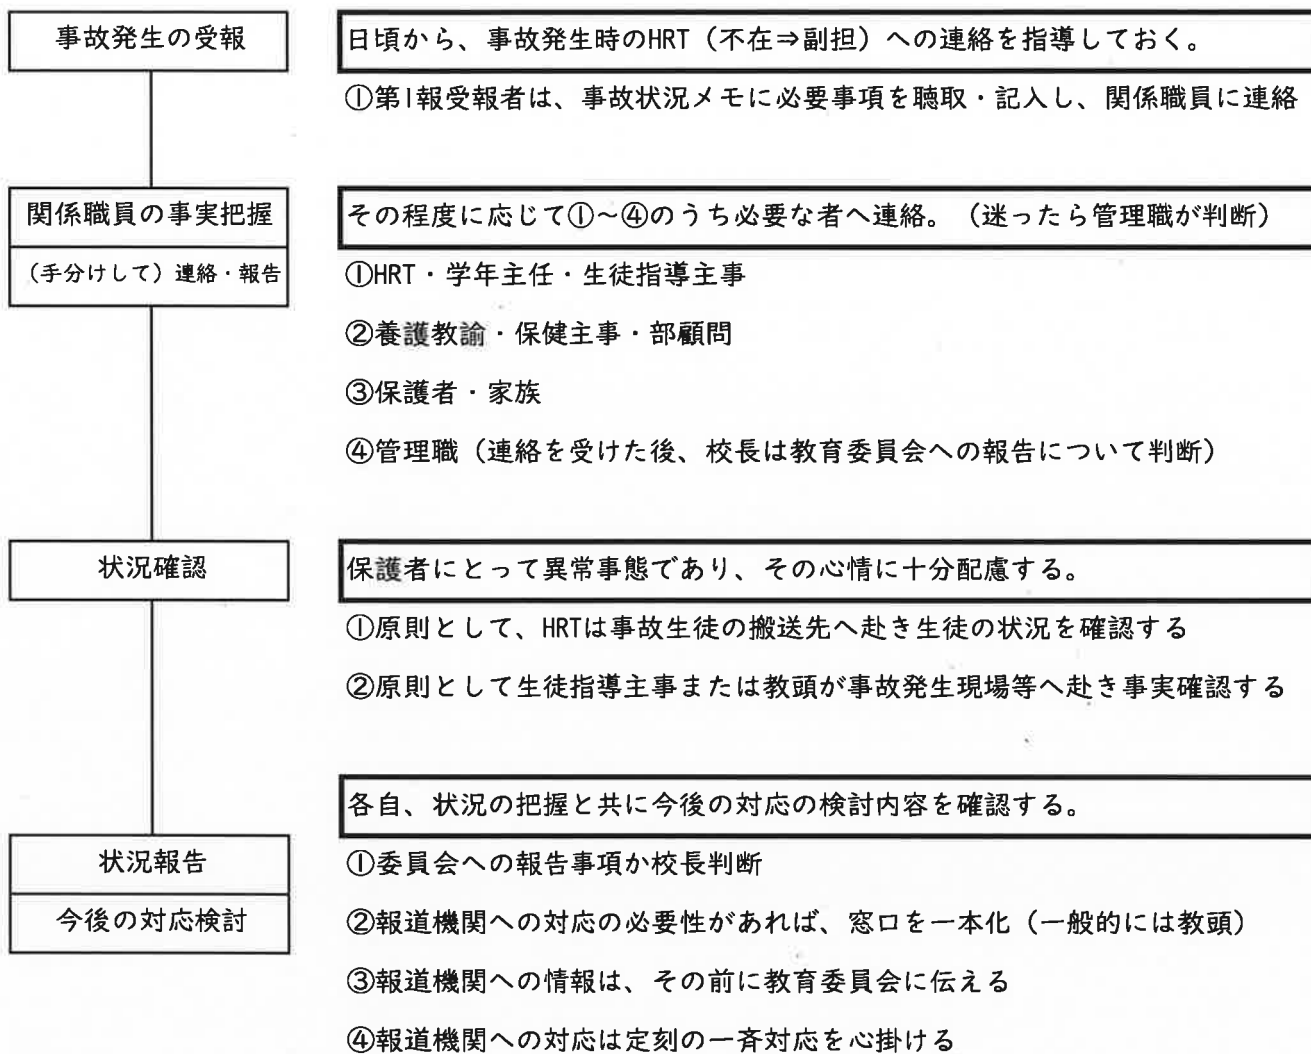 事故発生の受報
日頃から、事故発生時のHRT（不在⇒副担）への連絡を指導しておく。
①第1報受報者は、事故状況メモに必要事項を聴取・記入し、関係職員に連絡
関係職員の事実把握
（手分けして）連絡・報告
その程度に応じて①～④のうち必要な者へ連絡。（迷ったら管理職が判断）
①HRT・学年主任・生徒指導主事
②養護教諭・保健主事・部顧問
③保護者・家族
④管理職（連絡を受けた後、校長は教育委員会への報告について判断）
状況確認
保護者にとって異常事態であり、その心情に十分配慮する。
①原則として、HRTは事故生徒の搬送先へ赴き生徒の状況を確認する
②原則として生徒指導主事または教頭が事故発生現場等へ赴き事実確認する
各自、状況の把握と共に今後の対応の検討内容を確認する。
状況報告
今後の対応検討
①委員会への報告事項か校長判断
②報道機関への対応の必要性があれば、窓口を一本化（一般的には教頭）
③報道機関への情報は、その前に教育委員会に伝える
④報道機関への対応は定刻の一斉対応を心掛ける